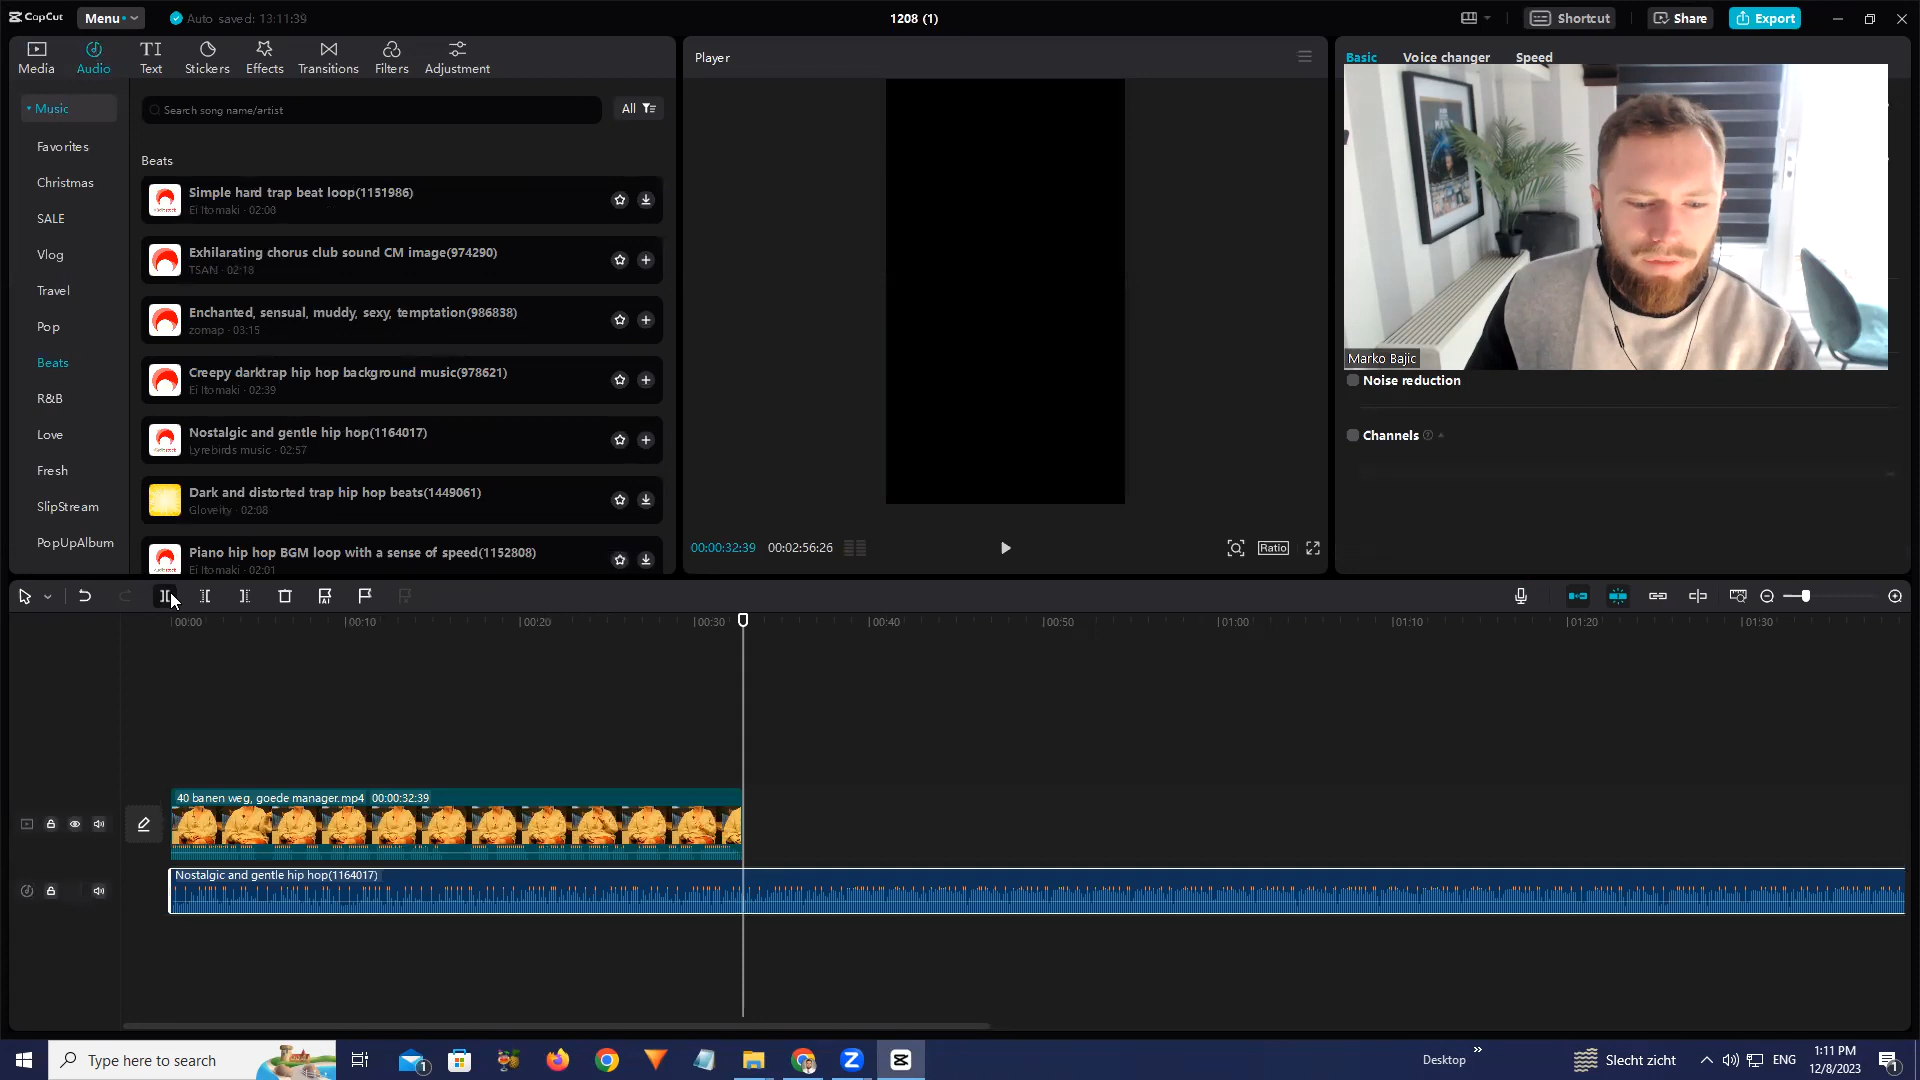 CapCut
Menu
Auto saved: 13:11:39
1208 (1)
Shortcut
Share
Export
Media
Audio
Text
Stickers
Effects
Transitions
Filters
Adjustment
Music
Favorites
Christmas
SALE
Vlog
Travel
Pop
Beats
R&B
Love
Fresh
SlipStream
PopUpAlbum
Search song name/artist
All
Beats
Simple hard trap beat loop(1151986)
Ei Itomaki · 02:08
Exhilarating chorus club sound CM image(974290)
TSAN · 02:18
Enchanted, sensual, muddy, sexy, temptation(986838)
zomap · 03:15
Creepy darktrap hip hop background music(978621)
Ei Itomaki · 02:39
Nostalgic and gentle hip hop(1164017)
Lyrebirds music · 02:57
Dark and distorted trap hip hop beats(1449061)
Gloveity · 02:08
Piano hip hop BGM loop with a sense of speed(1152808)
Ei Itomaki · 02:01
Player
00:00:32:39
00:02:56:26
Ratio
Basic
Voice changer
Speed
Marko Bajic
Noise reduction
Channels
00:00
00:10
00:20
00:30
00:40
00:50
01:00
01:10
01:20
01:30
40 banen weg, goede manager.mp4 00:00:32:39
Nostalgic and gentle hip hop(1164017)
Type here to search
1
Desktop
Slecht zicht
ENG
1:11 PM
12/8/2023
1